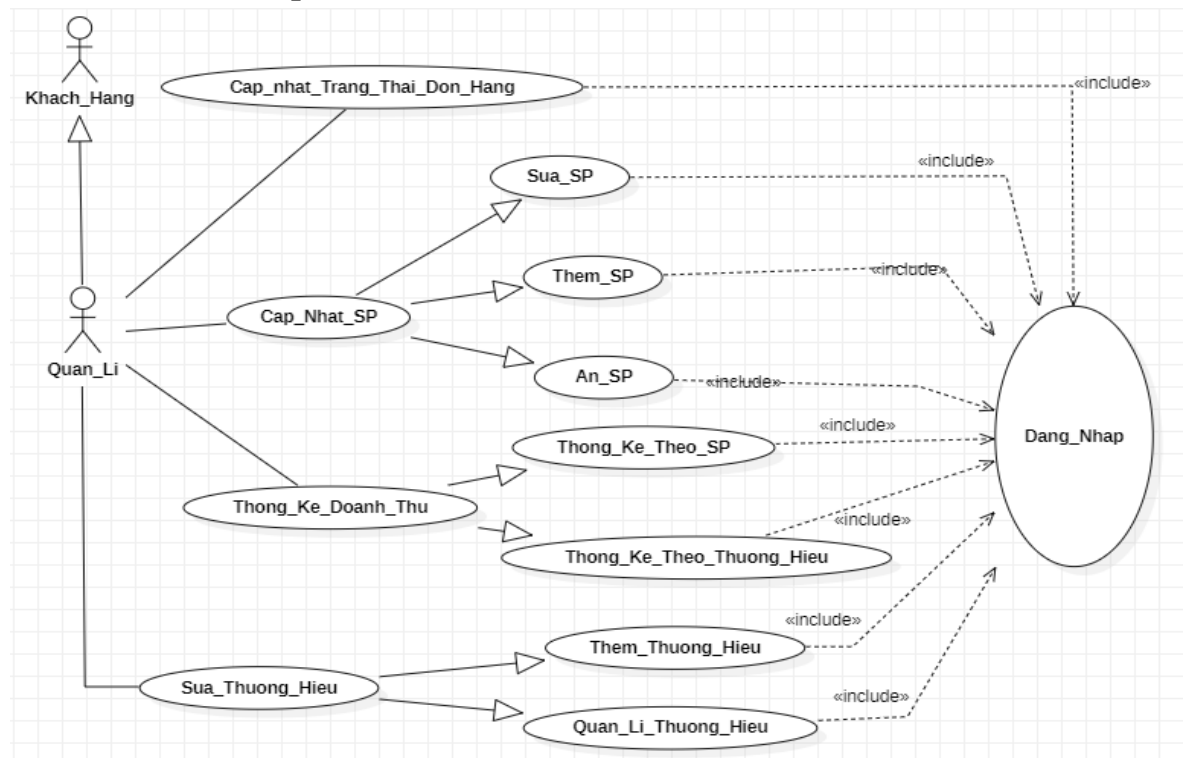 Khach_Hang
Cap_nhat_Trang_Thai_Don_Hang
«include»
Sua_SP
«include»
Them_SP
«include»
Cap_Nhat_SP
Quan_Li
An_SP
«include»
Dang_Nhap
Thong_Ke_Theo_SP
«include»
Thong_Ke_Doanh_Thu
«include»
Thong_Ke_Theo_Thuong_Hieu
«include»
Them_Thuong_Hieu
Sua_Thuong_Hieu
«include»
Quan_Li_Thuong_Hieu